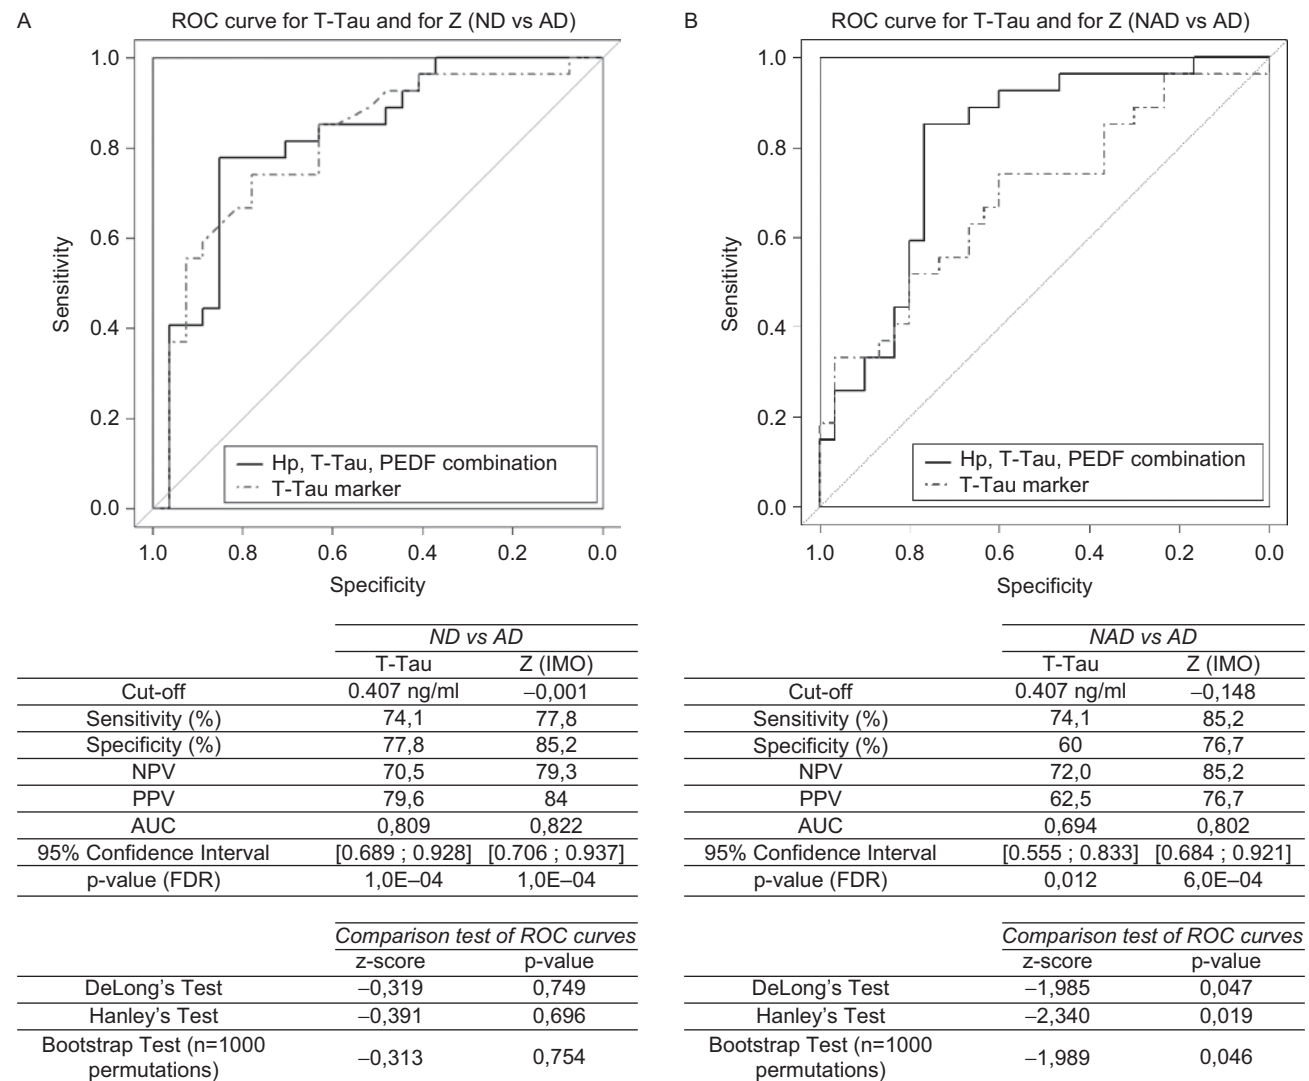 A
ROC curve for T-Tau and for Z (ND vs AD)
1.0
0.8
0.6
0.4
0.2
0.0
Sensitivity
Hp, T-Tau, PEDF combination
T-Tau marker
1.0 0.8 0.6 0.4 0.2 0.0
Specificity
ND vs AD
T-Tau Z (IMO)
Cut-off 0.407 ng/ml –0,001
Sensitivity (%) 74,1 77,8
Specificity (%) 77,8 85,2
NPV 70,5 79,3
PPV 79,6 84
AUC 0,809 0,822
95% Confidence Interval [0.689 ; 0.928] [0.706 ; 0.937]
p-value (FDR) 1,0E–04 1,0E–04
Comparison test of ROC curves
z-score p-value
DeLong’s Test –0,319 0,749
Hanley’s Test –0,391 0,696
Bootstrap Test (n=1000
permutations) –0,313 0,754
B
ROC curve for T-Tau and for Z (NAD vs AD)
1.0
0.8
0.6
0.4
0.2
0.0
Sensitivity
Hp, T-Tau, PEDF combination
T-Tau marker
1.0 0.8 0.6 0.4 0.2 0.0
Specificity
NAD vs AD
T-Tau Z (IMO)
Cut-off 0.407 ng/ml –0,148
Sensitivity (%) 74,1 85,2
Specificity (%) 60 76,7
NPV 72,0 85,2
PPV 62,5 76,7
AUC 0,694 0,802
95% Confidence Interval [0.555 ; 0.833] [0.684 ; 0.921]
p-value (FDR) 0,012 6,0E–04
Comparison test of ROC curves
z-score p-value
DeLong’s Test –1,985 0,047
Hanley’s Test –2,340 0,019
Bootstrap Test (n=1000
permutations) –1,989 0,046